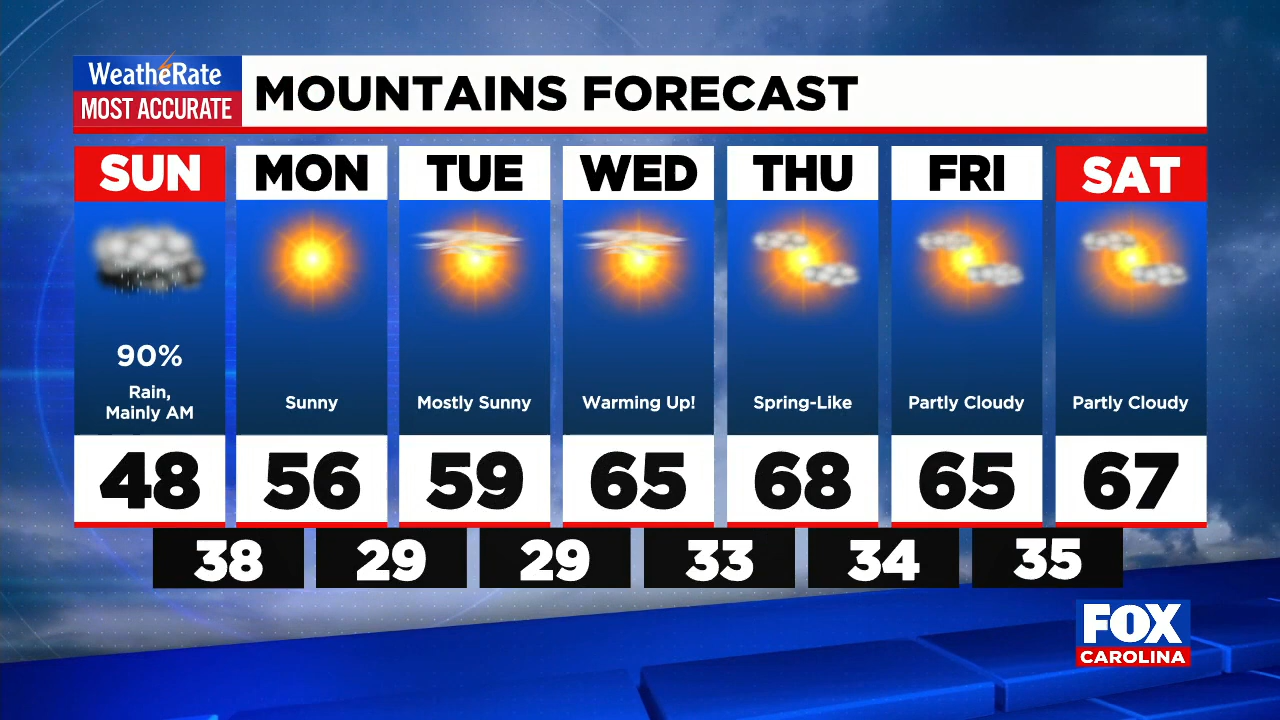 WeatheRate
MOST ACCURATE
MOUNTAINS FORECAST
SUN MON TUE WED THU FRI SAT
90%
Rain,
Mainly AM
Sunny
Mostly Sunny
Warming Up!
Spring-Like
Partly Cloudy
Partly Cloudy
48 56 59 65 68 65 67
38 29 29 33 34 35
FOX
CAROLINA